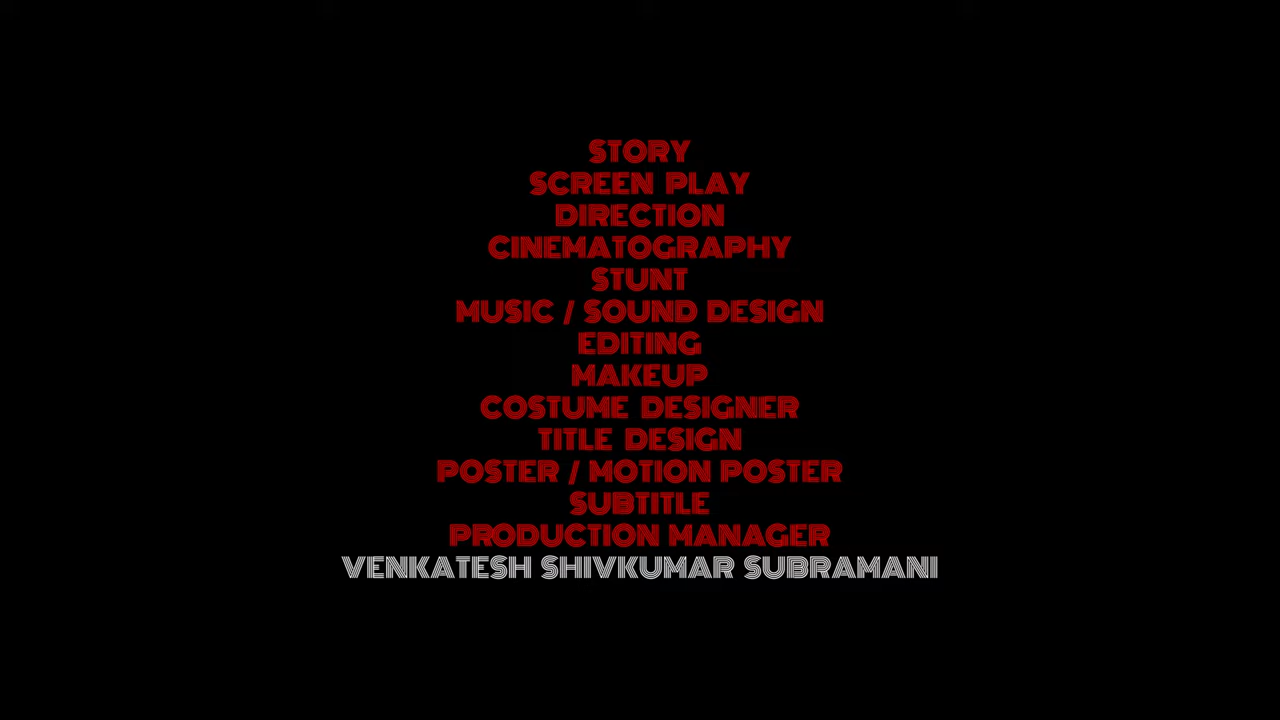 STORY
SCREEN PLAY
DIRECTION
CINEMATOGRAPHY
STUNT
MUSIC / SOUND DESIGN
EDITING
MAKEUP
COSTUME DESIGNER
TITLE DESIGN
POSTER / MOTION POSTER
SUBTITLE
PRODUCTION MANAGER
VENKATESH SHIVKUMAR SUBRAMANI